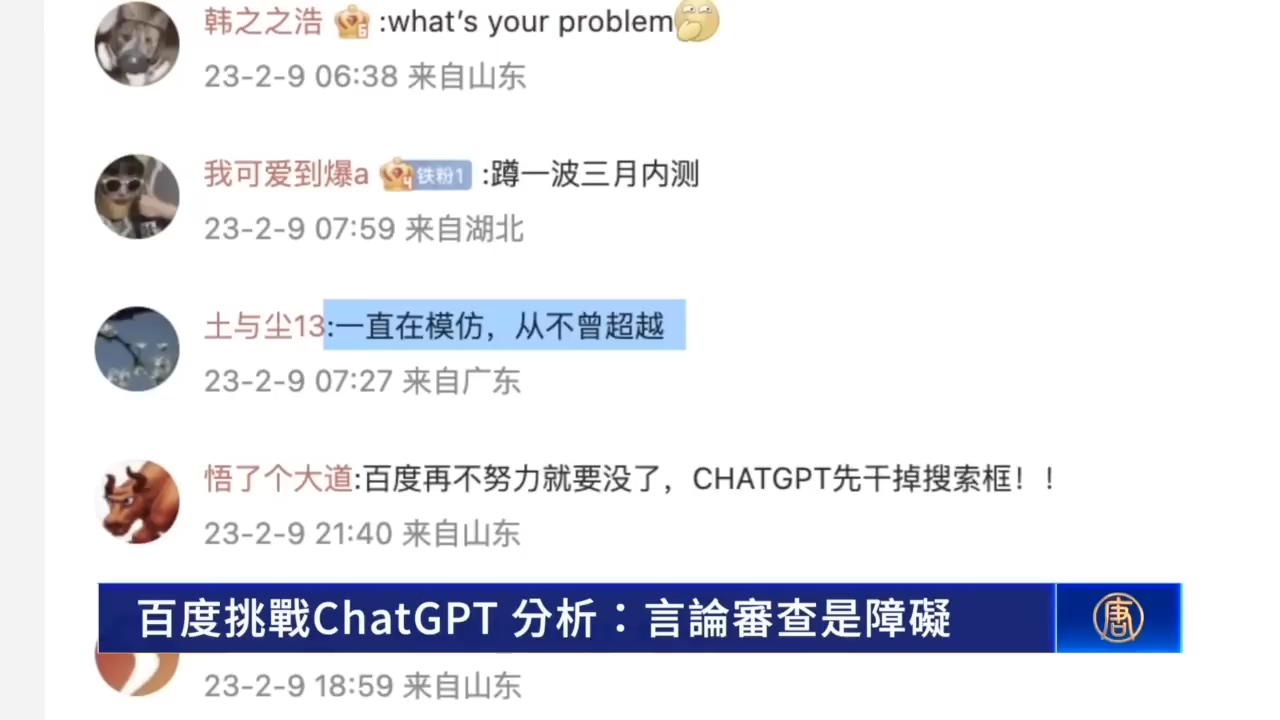 韩之之浩 6 :what's your problem
23-2-9 06:38 来自山东
我可爱到爆a 4 铁粉1 :蹲一波三月内测
23-2-9 07:59 来自湖北
土与尘13:一直在模仿，从不曾超越
23-2-9 07:27 来自广东
悟了个大道:百度再不努力就要没了，CHATGPT先干掉搜索框！！
23-2-9 21:40 来自山东
百度挑戰ChatGPT 分析：言論審查是障礙
唐
23-2-9 18:59 来自山东